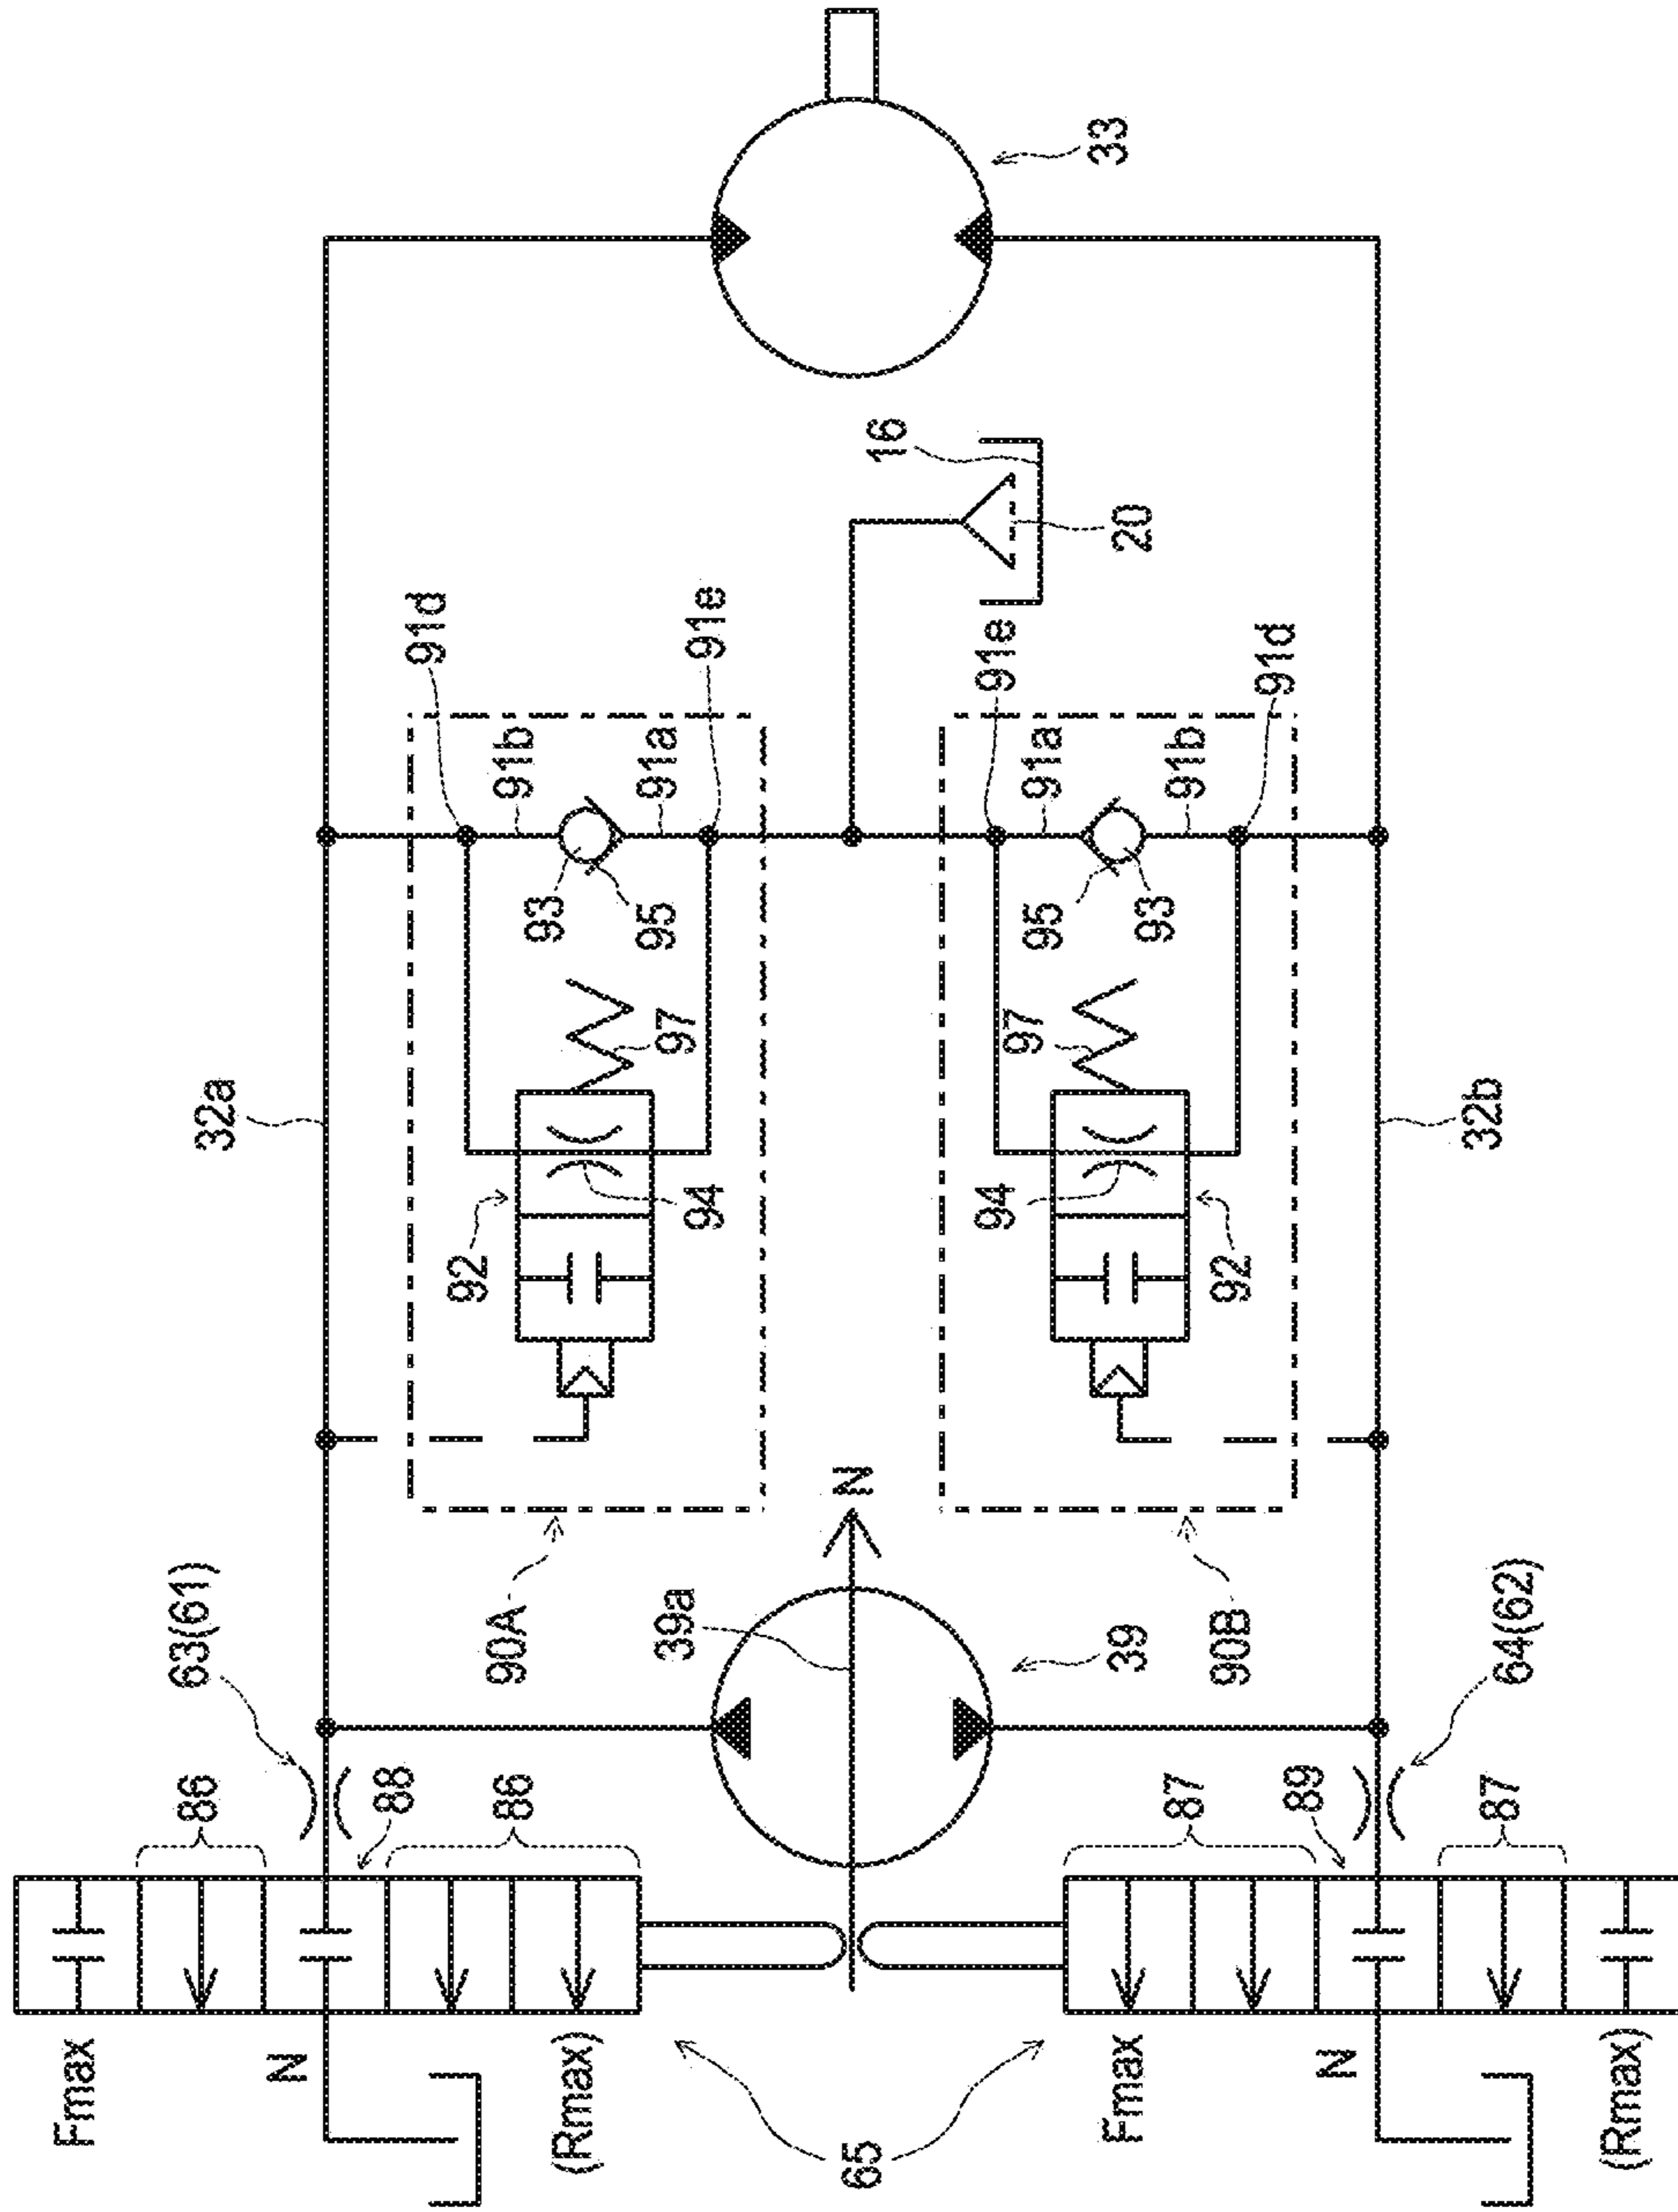 33
16
20
91d
91e
91b
91a
93
95
97
32a
92
94
90A
91e
91d
91a
91b
95
93
97
32b
94
92
90B
N
39a
39
63(61)
64(62)
86
88
86
87
89
87
Fmax
N
(Rmax)
65
Fmax
N
(Rmax)